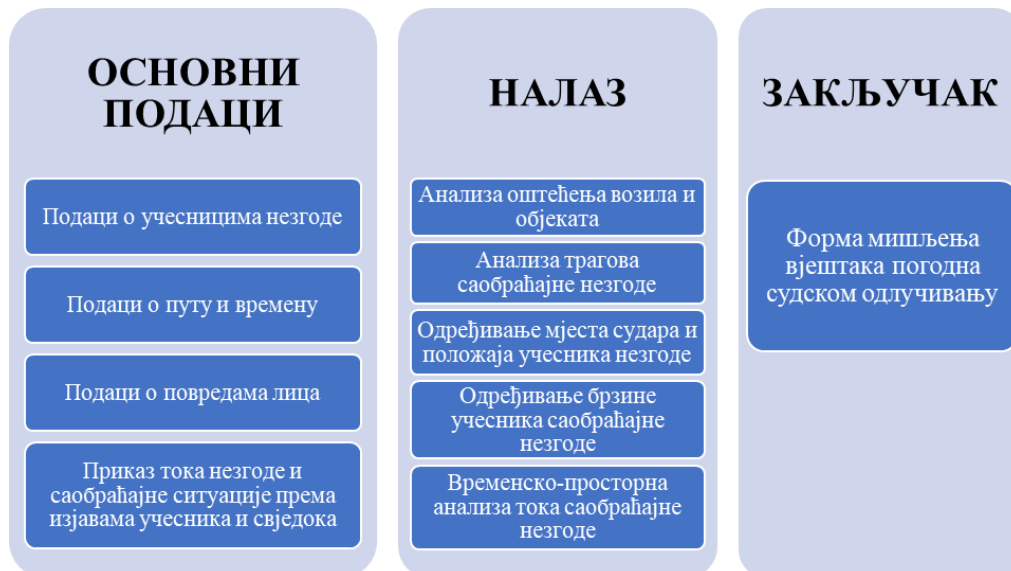 ОСНОВНИ
ПОДАЦИ
Подаци о учесницима незгоде
Подаци о путу и времену
Подаци о повредама лица
Приказ тока незгоде и
саобраћајне ситуације према
изјавама учесника и свједока
НАЛАЗ
Анализа оштећења возила и
објеката
Анализа трагова
саобраћајне незгоде
Одређивање мјеста судара и
положаја учесника незгоде
Одређивање брзине
учесника саобраћајне
незгоде
Временско-просторна
анализа тока саобраћајне
незгоде
ЗАКЉУЧАК
Форма мишљења
вјештака погодна
судском одлучивању